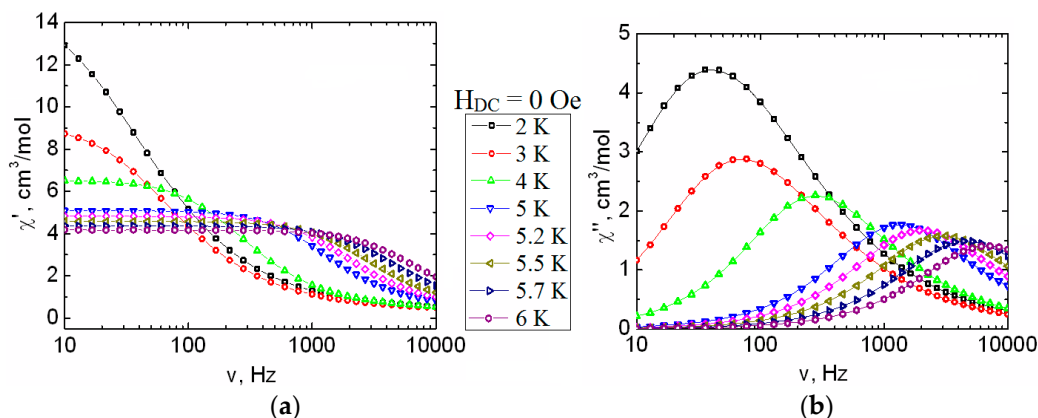 14
12
10
8
6
4
2
0
χ', cm³/mol
10 100 1000 10000
ν, Hz
(a)
H_DC = 0 Oe
2 K
3 K
4 K
5 K
5.2 K
5.5 K
5.7 K
6 K
5
4
3
2
1
0
χ'', cm³/mol
10 100 1000 10000
ν, Hz
(b)